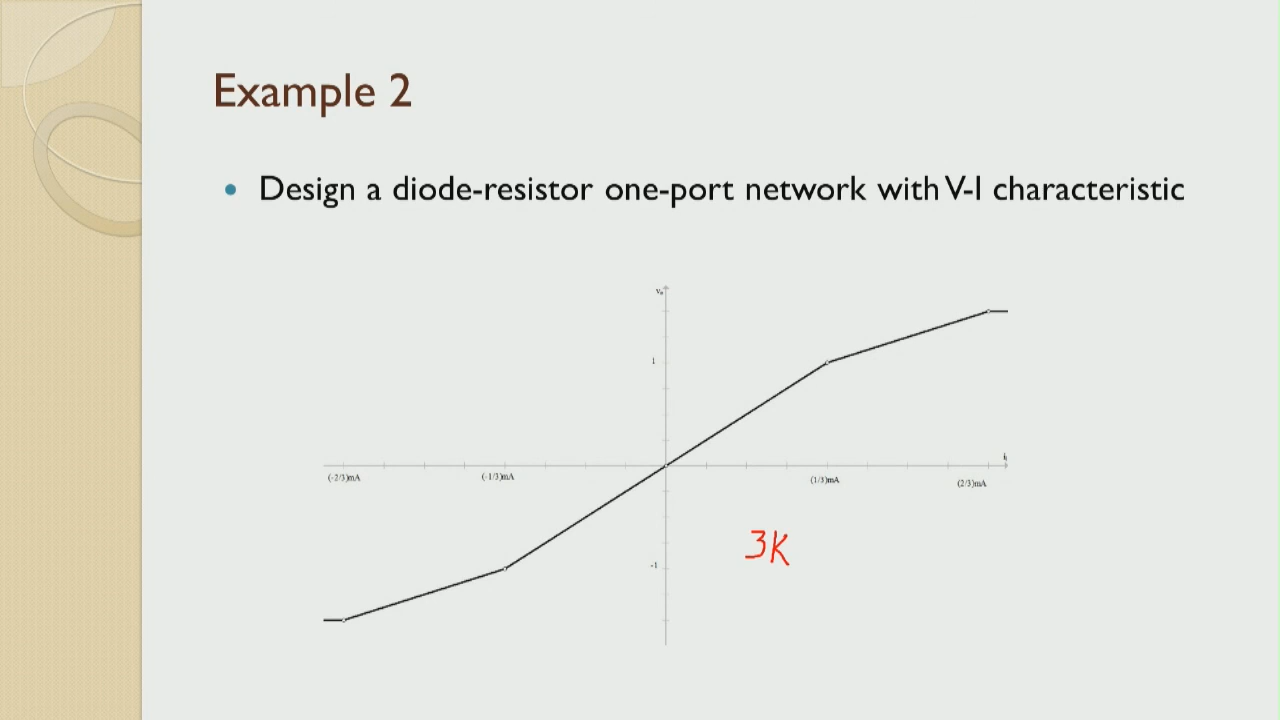 Example 2
Design a diode-resistor one-port network with V-I characteristic
1
(-2/3)mA
(-1/3)mA
(1/3)mA
(2/3)mA
3K
-1